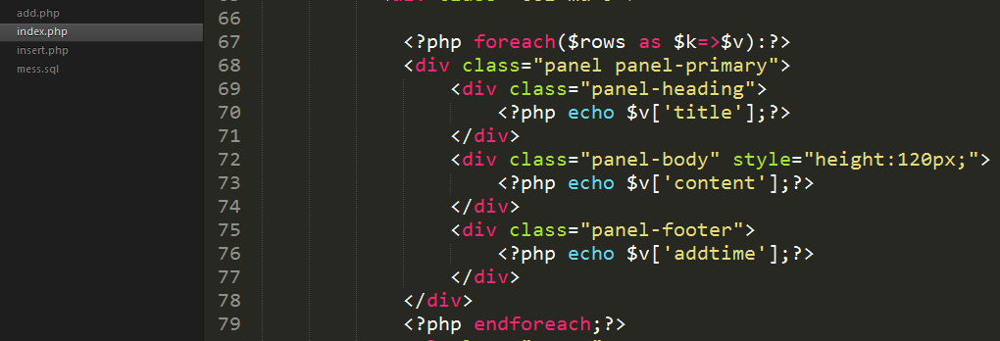 add.php
index.php
insert.php
mess.sql
66
67 <?php foreach($rows as $k=>$v):?>
68 <div class="panel panel-primary">
69 <div class="panel-heading">
70 <?php echo $v['title'];?>
71 </div>
72 <div class="panel-body" style="height:120px;">
73 <?php echo $v['content'];?>
74 </div>
75 <div class="panel-footer">
76 <?php echo $v['addtime'];?>
77 </div>
78 </div>
79 <?php endforeach;?>